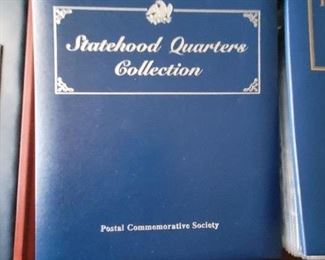 Statehood Quarters
Collection
Postal Commemorative Society